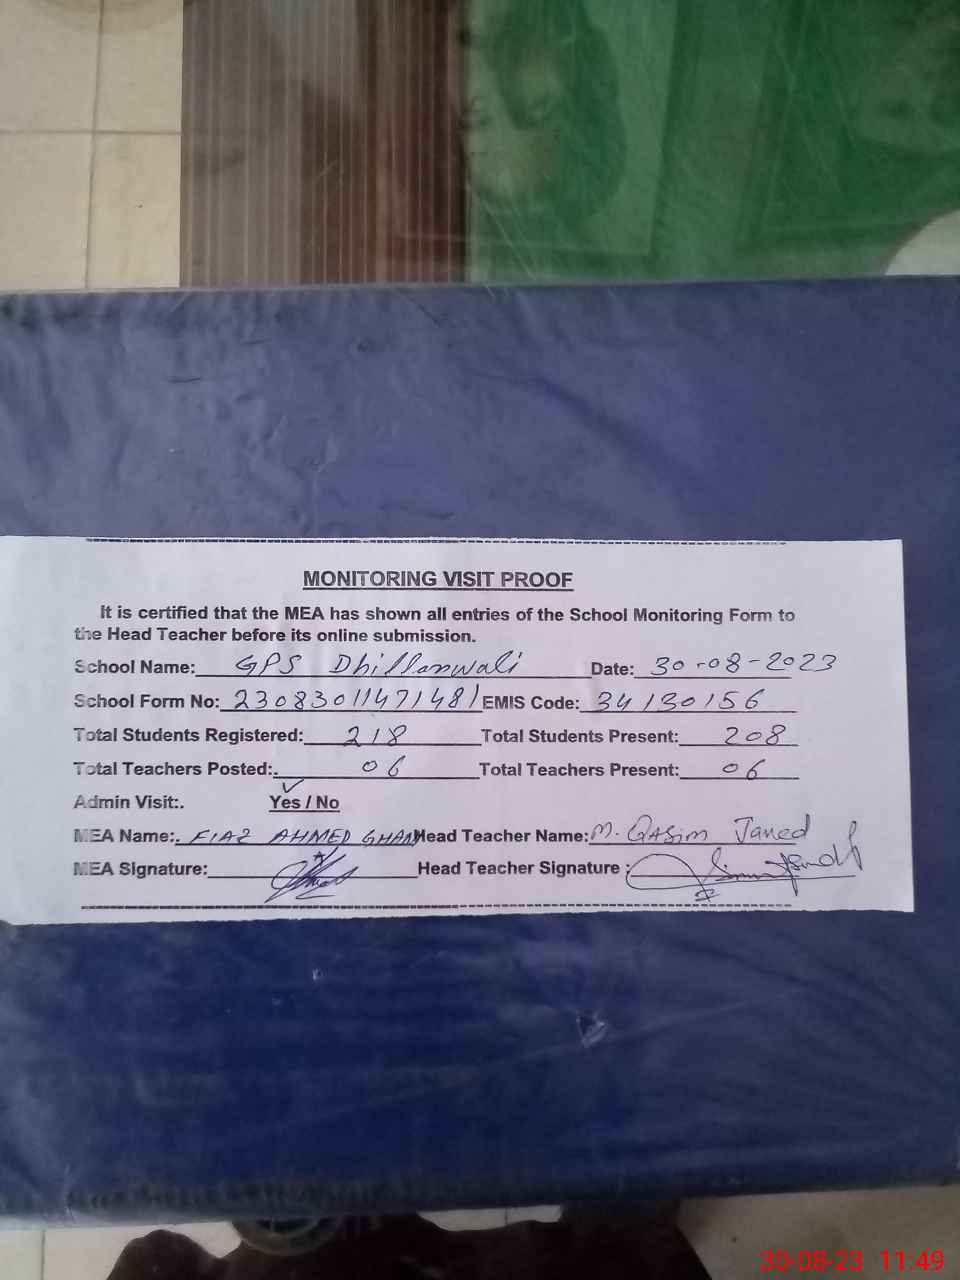 MONITORING VISIT PROOF
It is certified that the MEA has shown all entries of the School Monitoring Form to
the Head Teacher before its online submission.
School Name: GPS Dhillanwali Date: 30-08-2023
School Form No: 23083011471481 EMIS Code: 34130156
Total Students Registered: 218 Total Students Present: 208
Total Teachers Posted:. 06 Total Teachers Present: 06
Admin Visit:. Yes / No
MEA Name:. FIAZ AHMED Head Teacher Name: M. QASim Javed
MEA Signature: Head Teacher Signature :
30-08-23 11:49